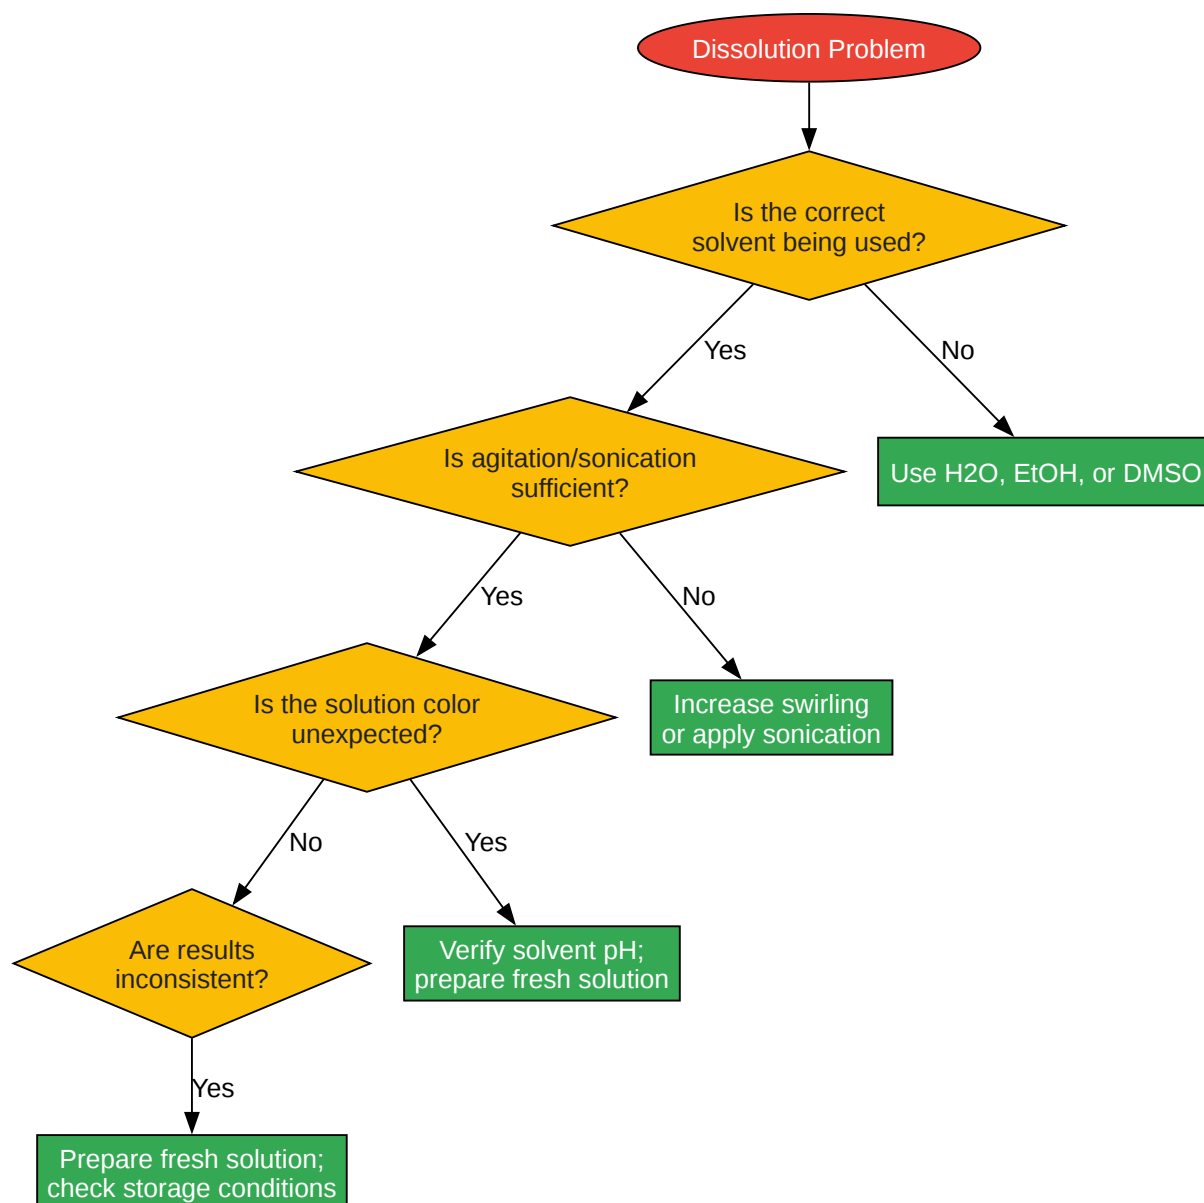 Dissolution Problem
Is the correct
solvent being used?
Yes
No
Is agitation/sonication
sufficient?
Use H2O, EtOH, or DMSO
Yes
No
Is the solution color
unexpected?
Increase swirling
or apply sonication
No
Yes
Are results
inconsistent?
Verify solvent pH;
prepare fresh solution
Yes
Prepare fresh solution;
check storage conditions